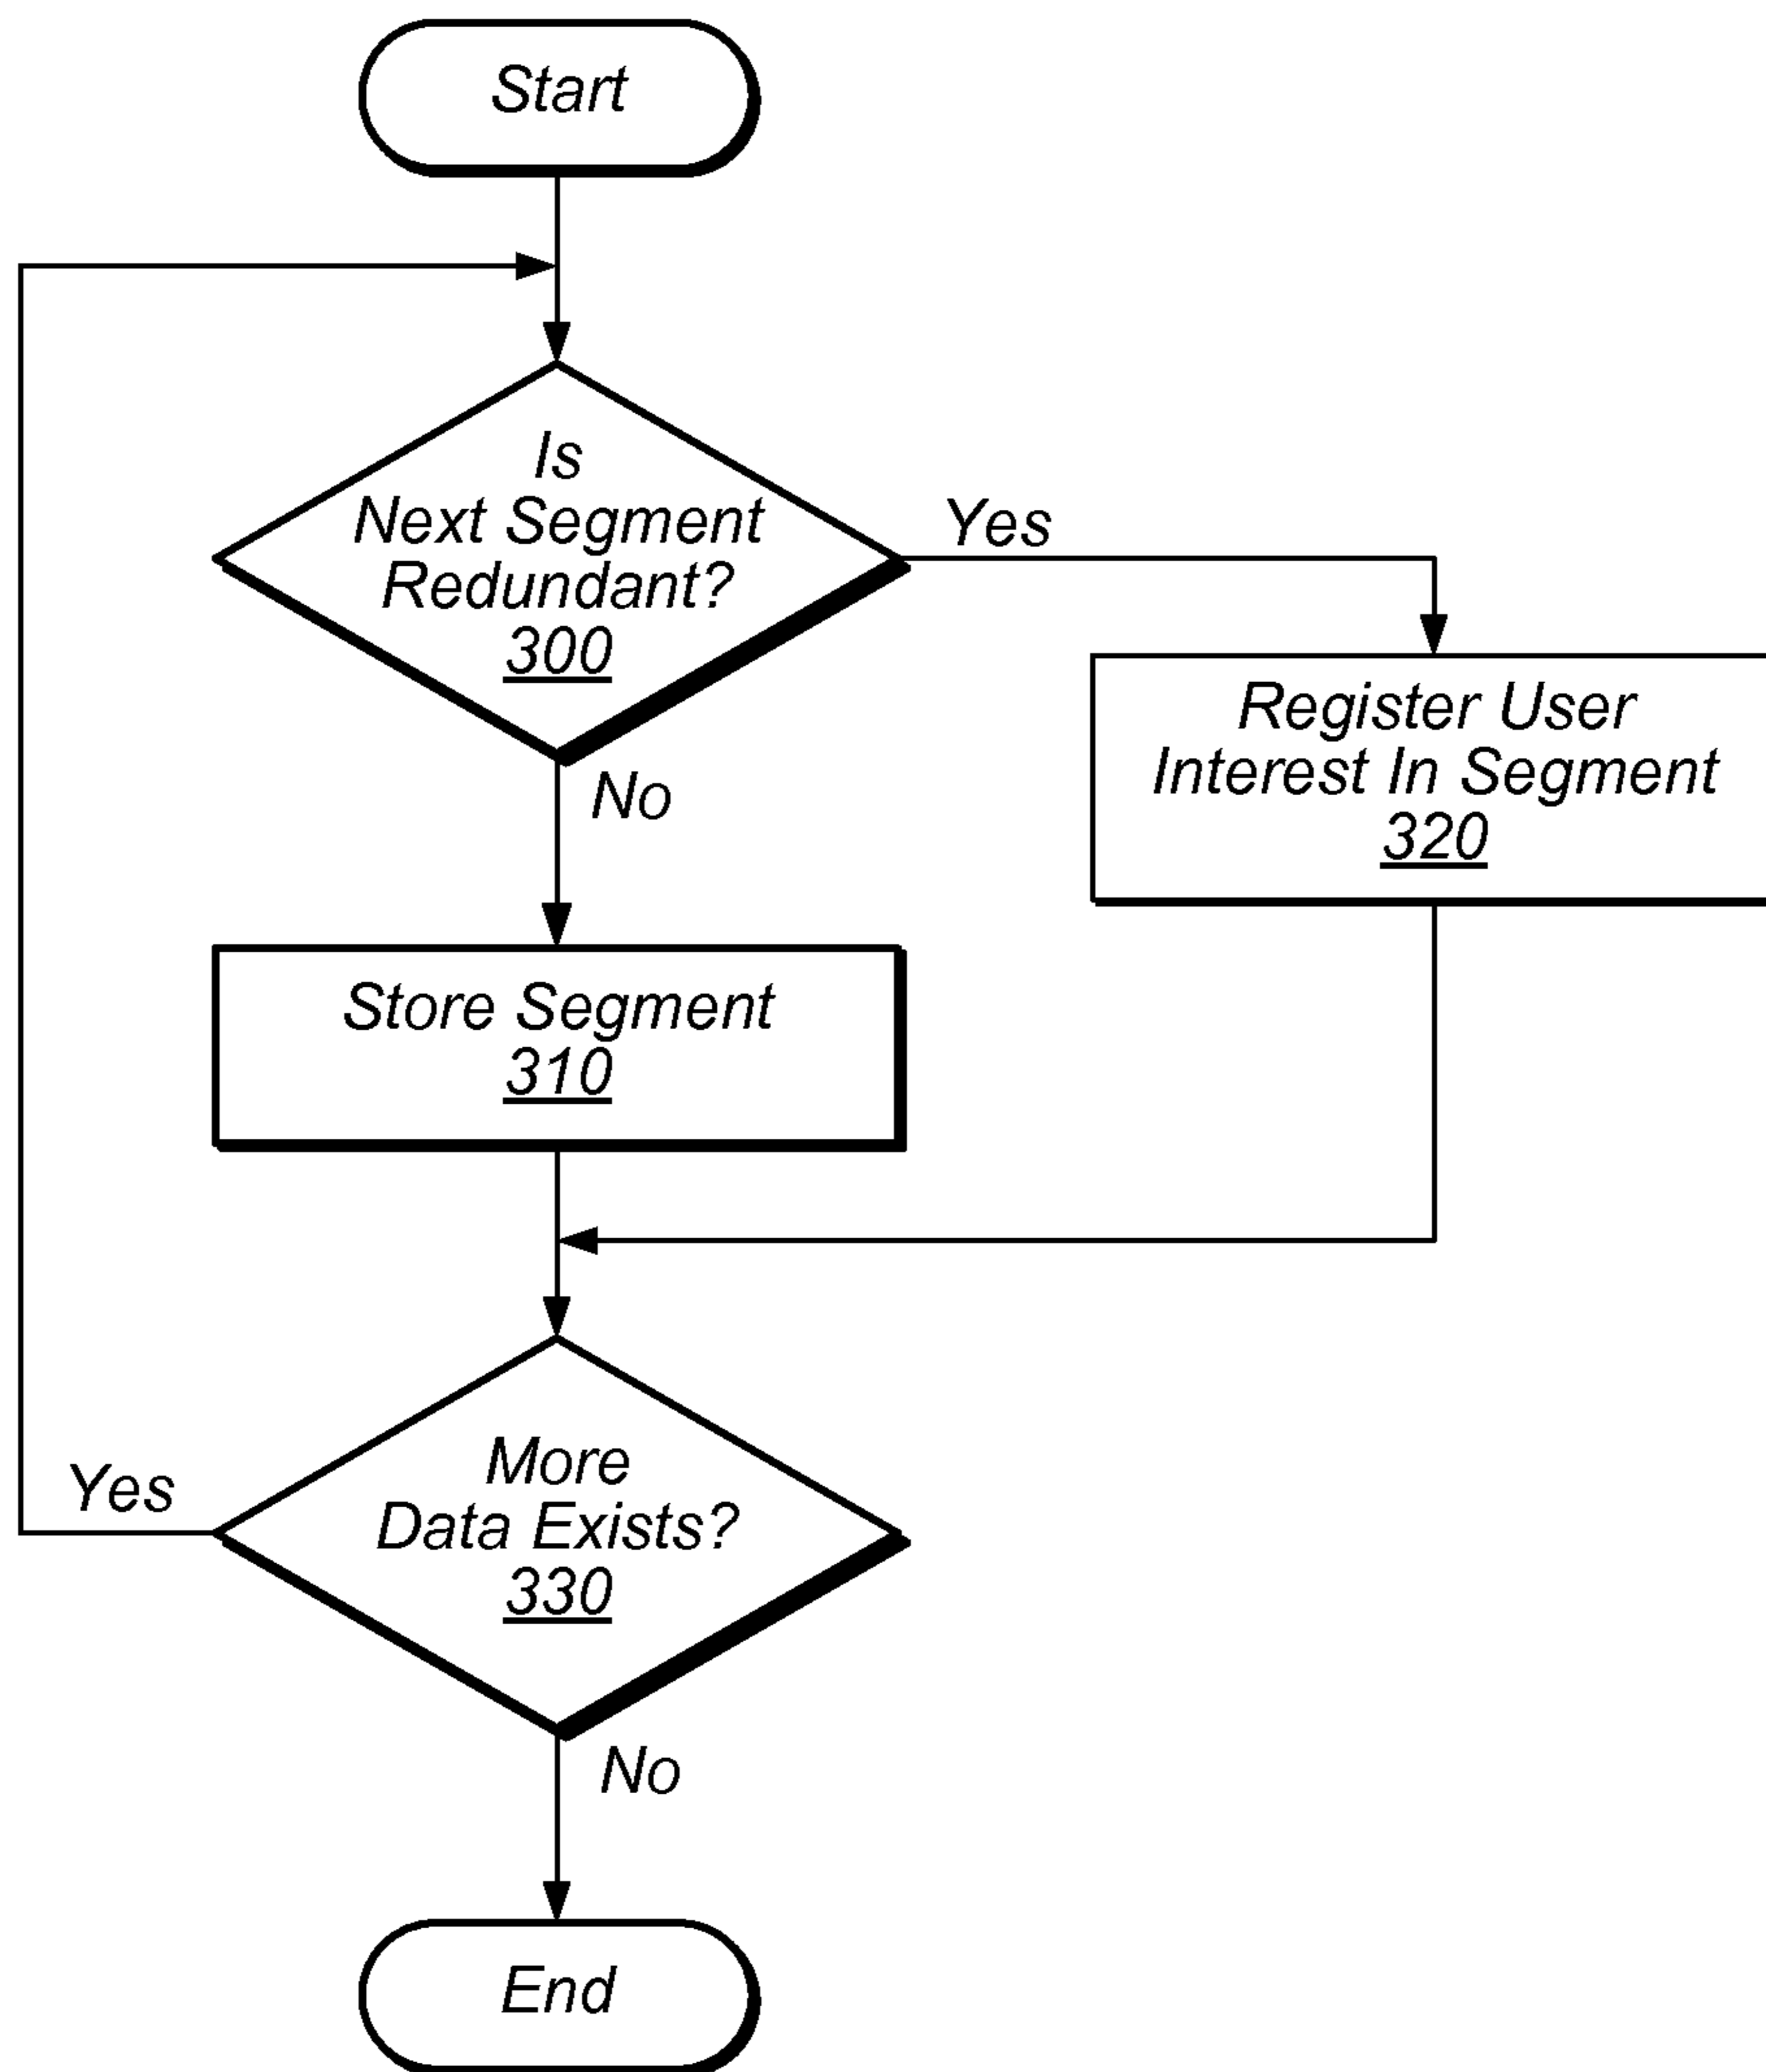 Start
Is
Next Segment
Redundant?
300
Yes
No
Register User
Interest In Segment
320
Store Segment
310
More
Data Exists?
330
Yes
No
End